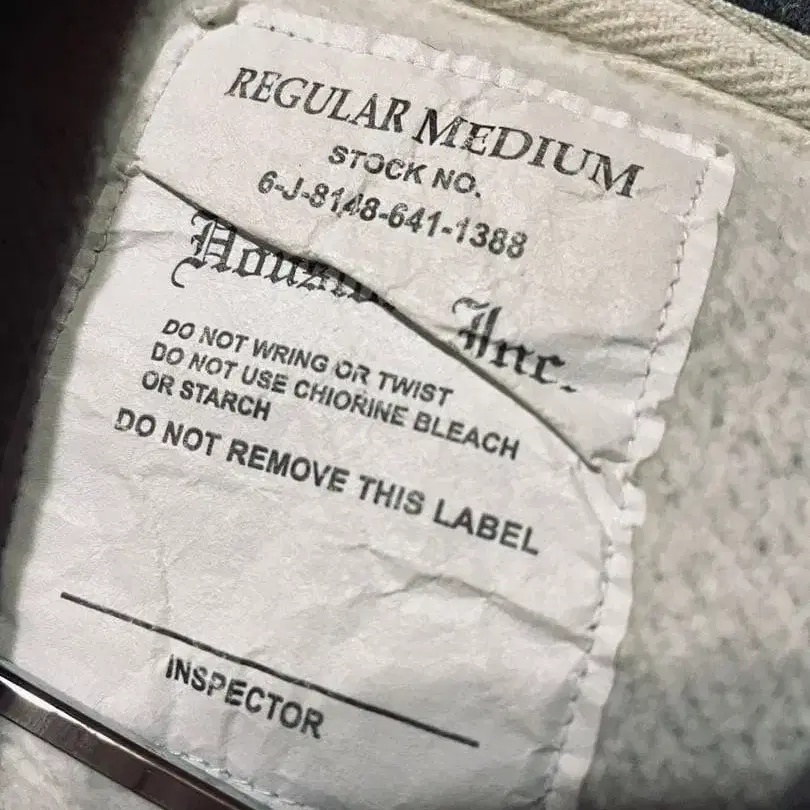 REGULAR MEDIUM
STOCK NO.
6-J-8148-641-1388
Inc.
DO NOT WRING OR TWIST
DO NOT USE CHIORINE BLEACH
OR STARCH
DO NOT REMOVE THIS LABEL
INSPECTOR